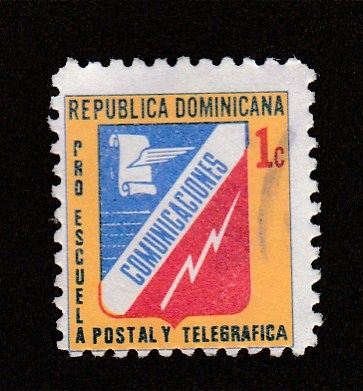 REPUBLICA DOMINICANA
1c
COMUNICACIONES
PRO ESCUELA
POSTAL Y TELEGRAFICA